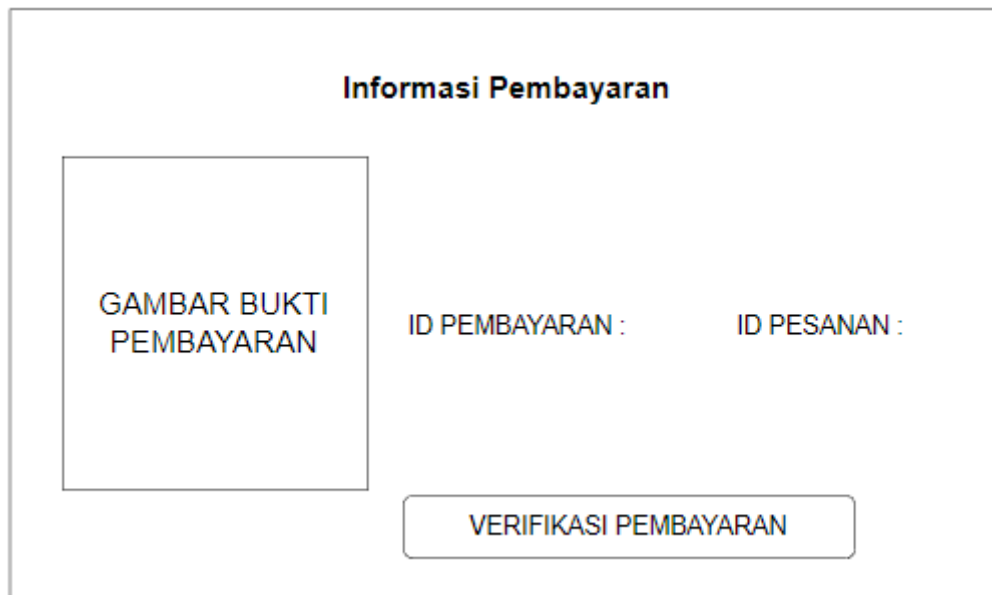 Informasi Pembayaran
GAMBAR BUKTI
PEMBAYARAN
ID PEMBAYARAN :
ID PESANAN :
VERIFIKASI PEMBAYARAN